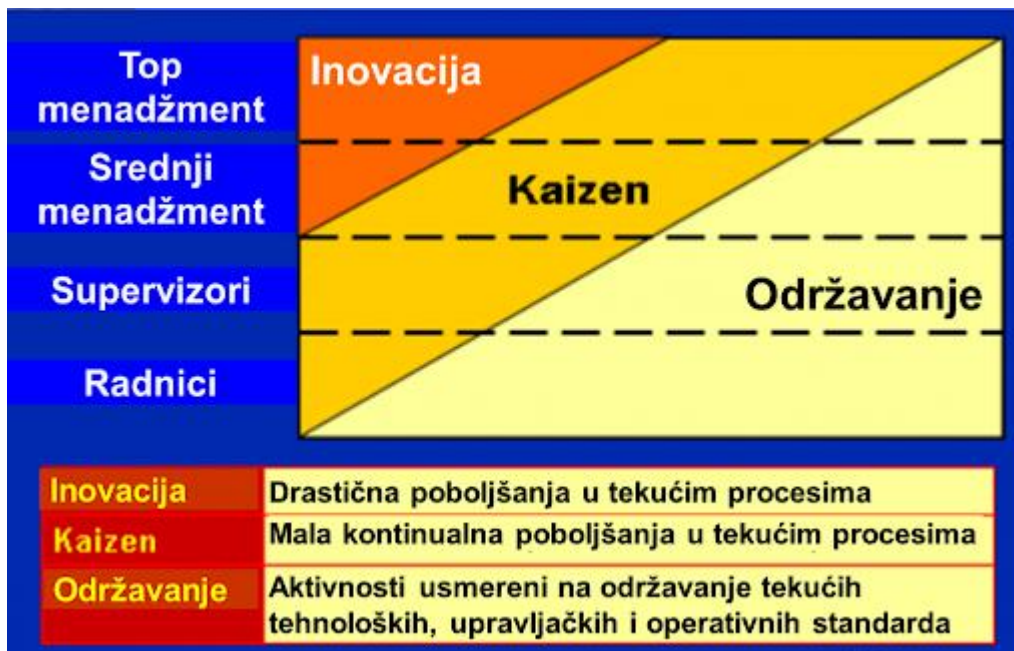 Top
menadžment
Inovacija
Srednji
menadžment
Kaizen
Supervizori
Održavanje
Radnici
Inovacija
Drastična poboljšanja u tekućim procesima
Kaizen
Mala kontinualna poboljšanja u tekućim procesima
Održavanje
Aktivnosti usmereni na održavanje tekućih
tehnoloških, upravljačkih i operativnih standarda